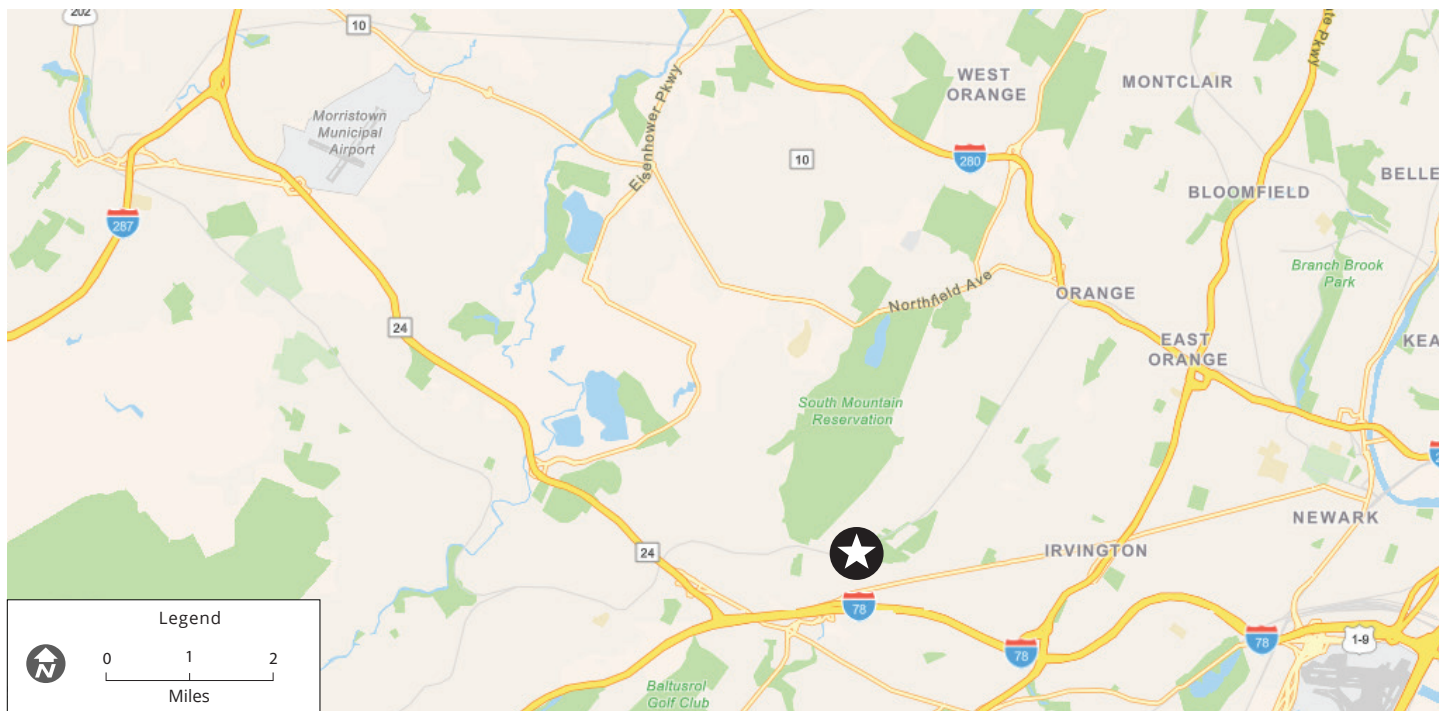 202
10
Morristown
Municipal
Airport
Eisenhower Pkwy
287
24
10
WEST
ORANGE
MONTCLAIR
280
BLOOMFIELD
BELLE
Northfield Ave
ORANGE
Branch Brook
Park
EAST
ORANGE
KEA
South Mountain
Reservation
NEWARK
IRVINGTON
24
78
78
78
1-9
Baltusrol
Golf Club
Legend
N
0 1 2
Miles